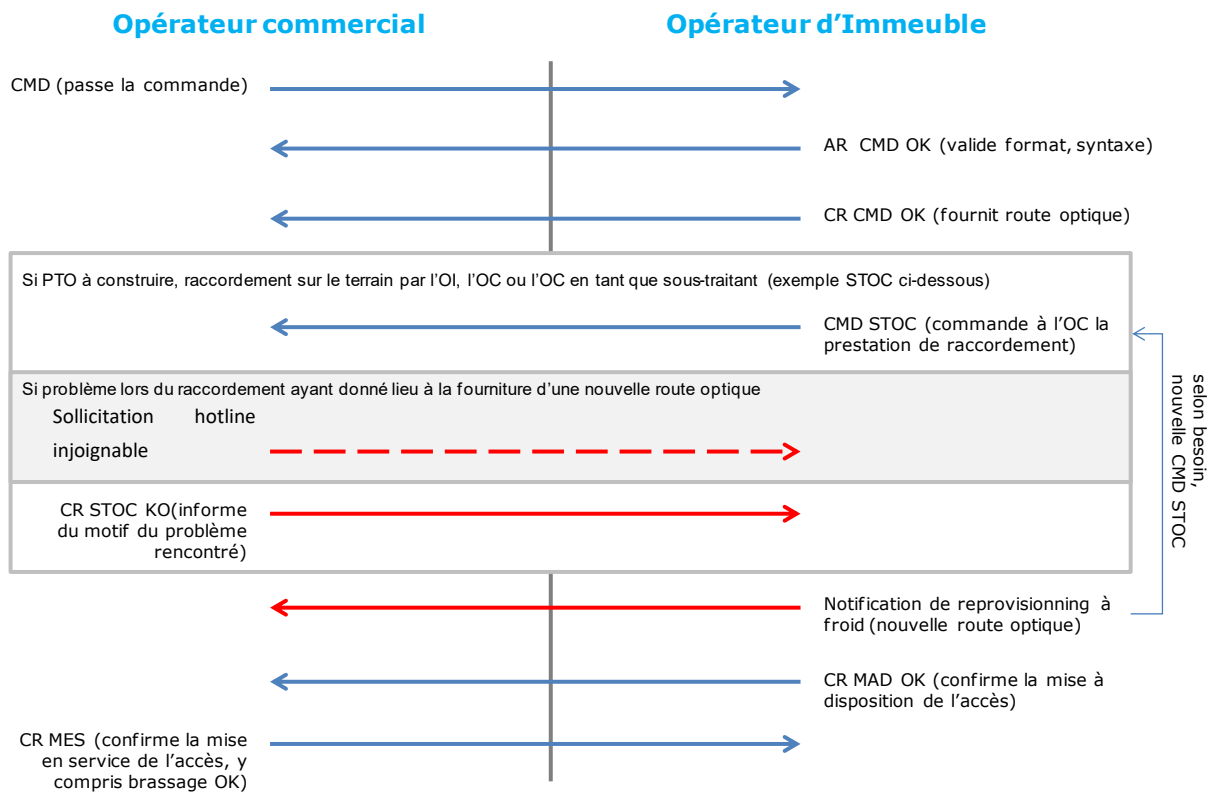 Opérateur commercial
Opérateur d'Immeuble
CMD (passe la commande)
AR CMD OK (valide format, syntaxe)
CR CMD OK (fournit route optique)
Si PTO à construire, raccordement sur le terrain par l'OI, l'OC ou l'OC en tant que sous-traitant (exemple STOC ci-dessous)
CMD STOC (commande à l'OC la
prestation de raccordement)
Si problème lors du raccordement ayant donné lieu à la fourniture d'une nouvelle route optique
Sollicitation hotline
injoignable
selon besoin,
nouvelle CMD STOC
CR STOC KO(informe
du motif du problème
rencontré)
Notification de reprovisionning à
froid (nouvelle route optique)
CR MAD OK (confirme la mise à
disposition de l'accès)
CR MES (confirme la mise
en service de l'accès, y
compris brassage OK)